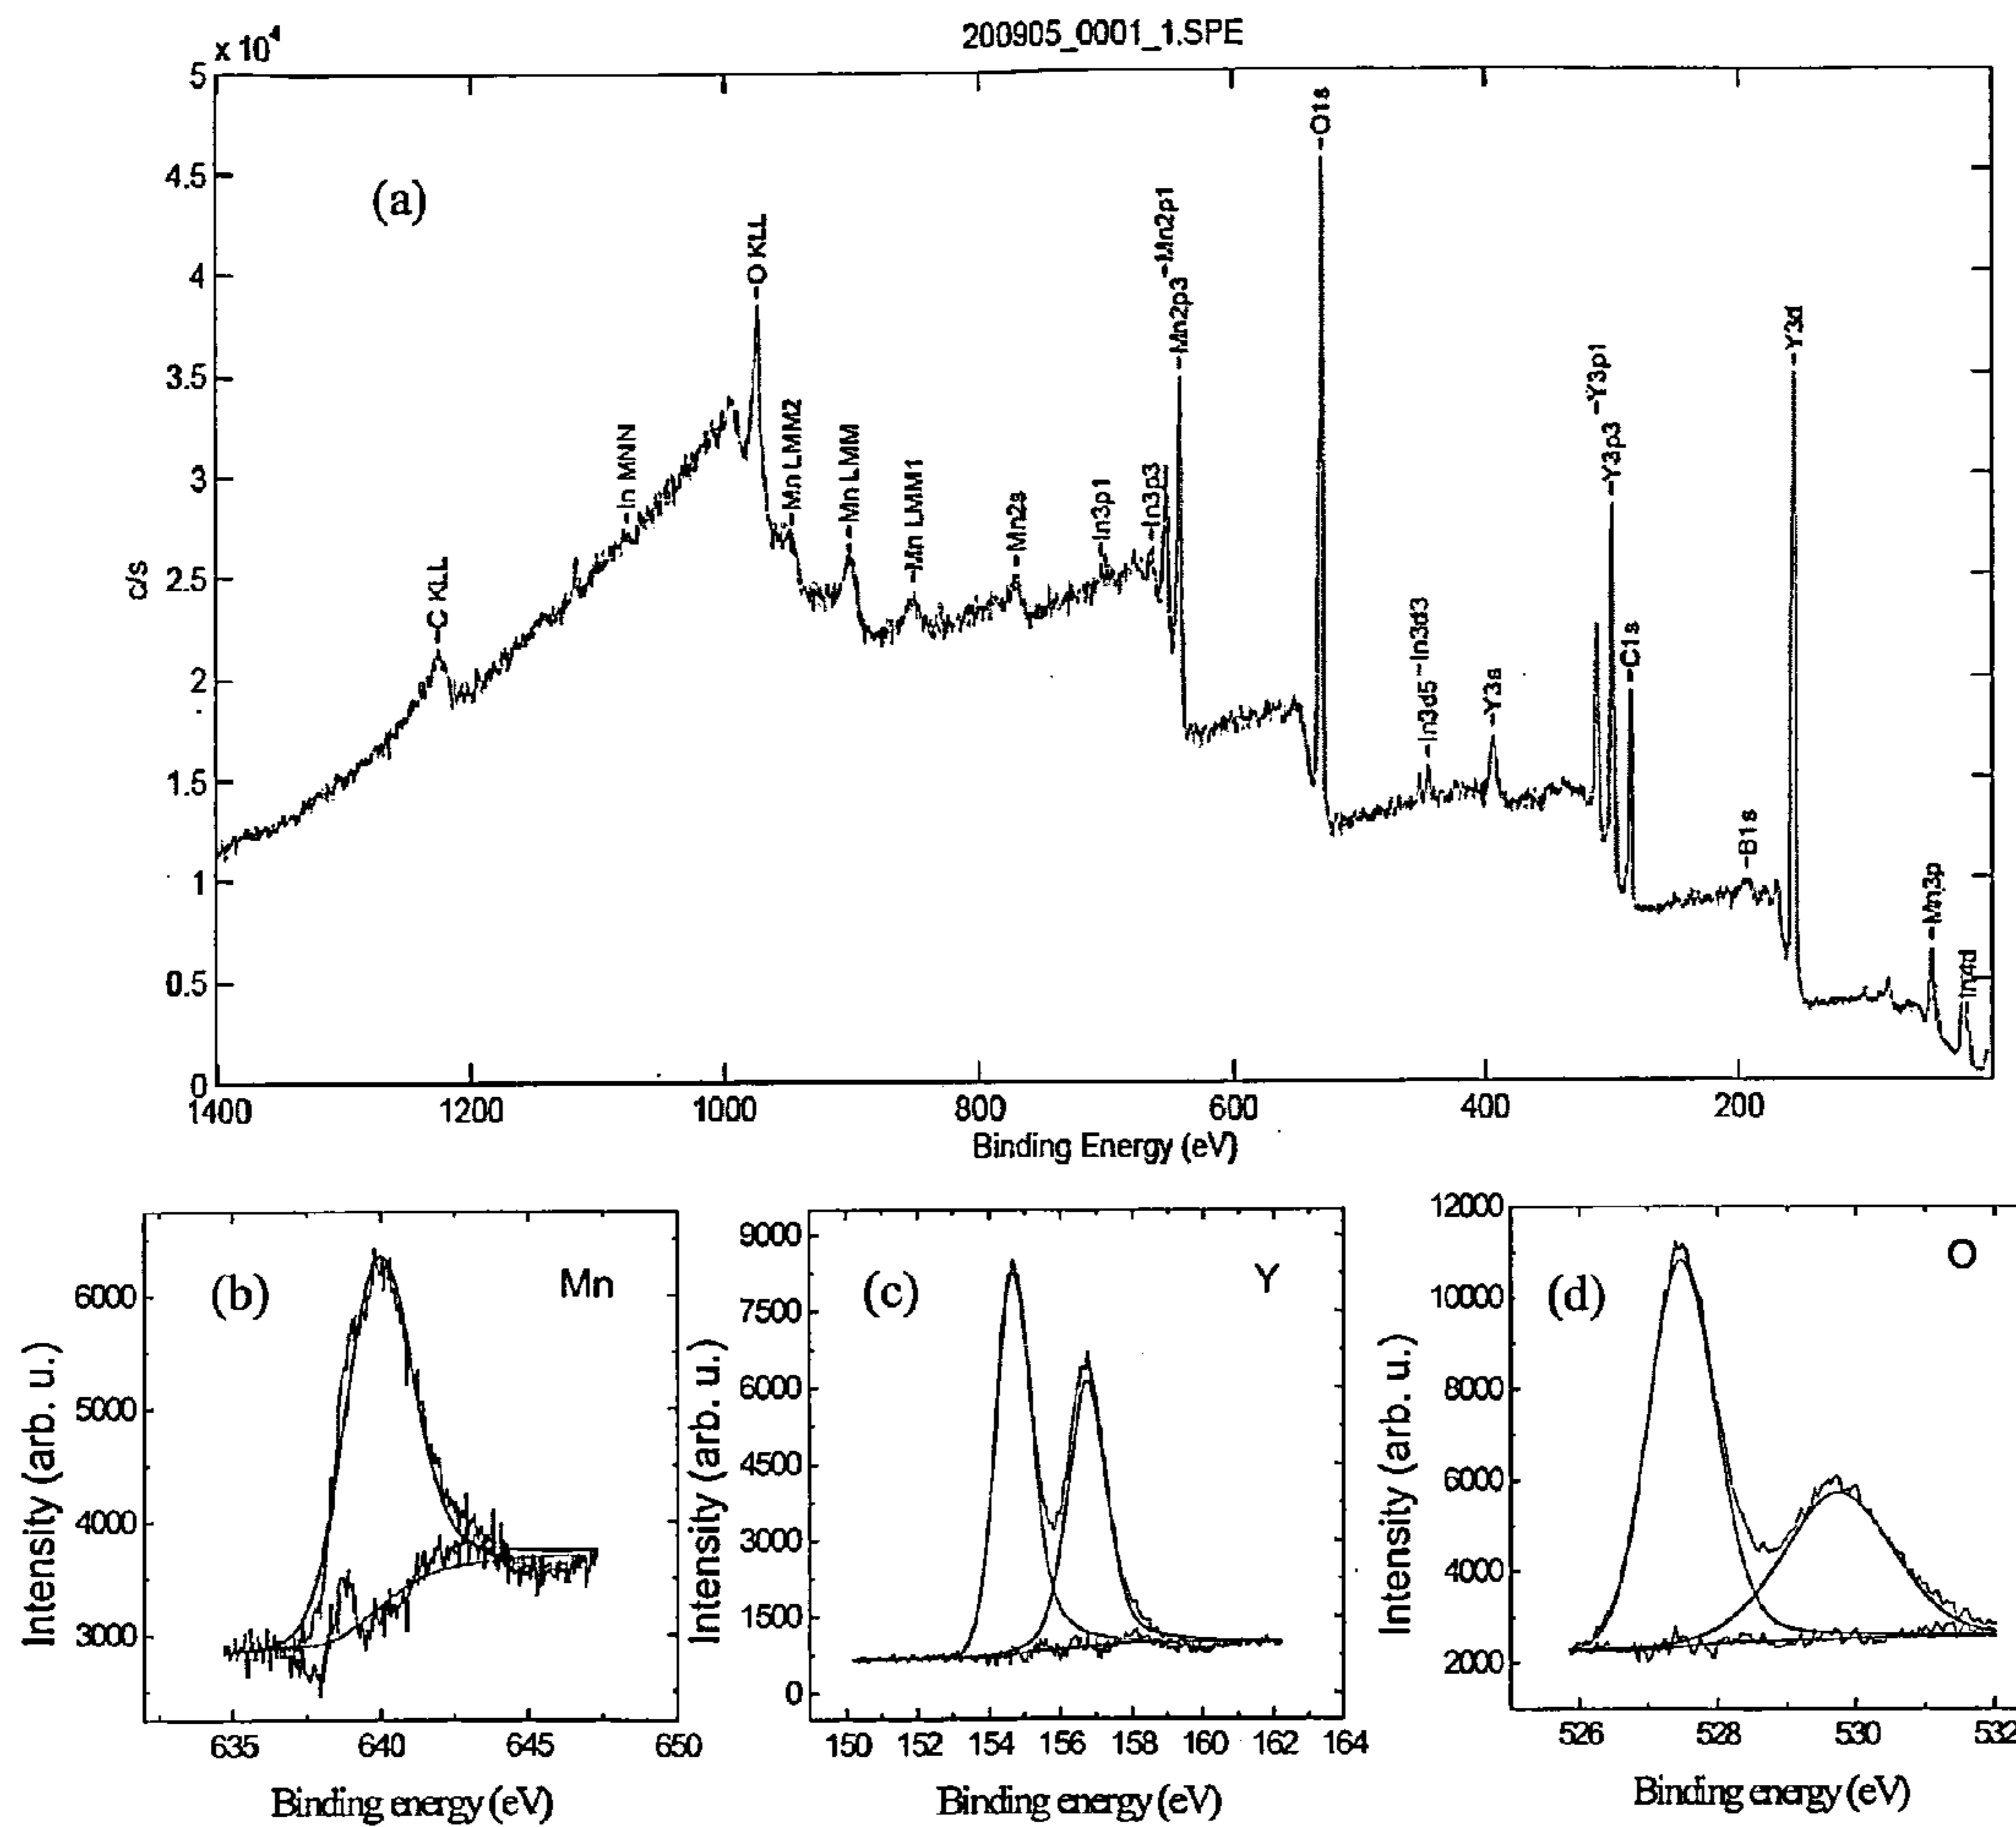 200905_0001_1.SPE
x 10⁴
5
4.5
4
3.5
3
2.5
2
1.5
1
0.5
0
c/s
(a)
C KLL
In MNN
O KLL
Mn LMM2
Mn LMM
Mn LMM1
Mn2s
In3p1
In3p3
Mn2p1
Mn2p3
O1s
In3d5
In3d3
Y3s
Y3p1
Y3p3
C1s
B1s
Y3d
Mn3p
In4d
1400 1200 1000 800 600 400 200
Binding Energy (eV)
(b)
Mn
6000
5000
4000
3000
Intensity (arb. u.)
635 640 645 650
Binding energy (eV)
(c)
Y
9000
7500
6000
4500
3000
1500
0
Intensity (arb. u.)
150 152 154 156 158 160 162 164
Binding energy (eV)
(d)
O
12000
10000
8000
6000
4000
2000
Intensity (arb. u.)
526 528 530 532
Binding energy (eV)